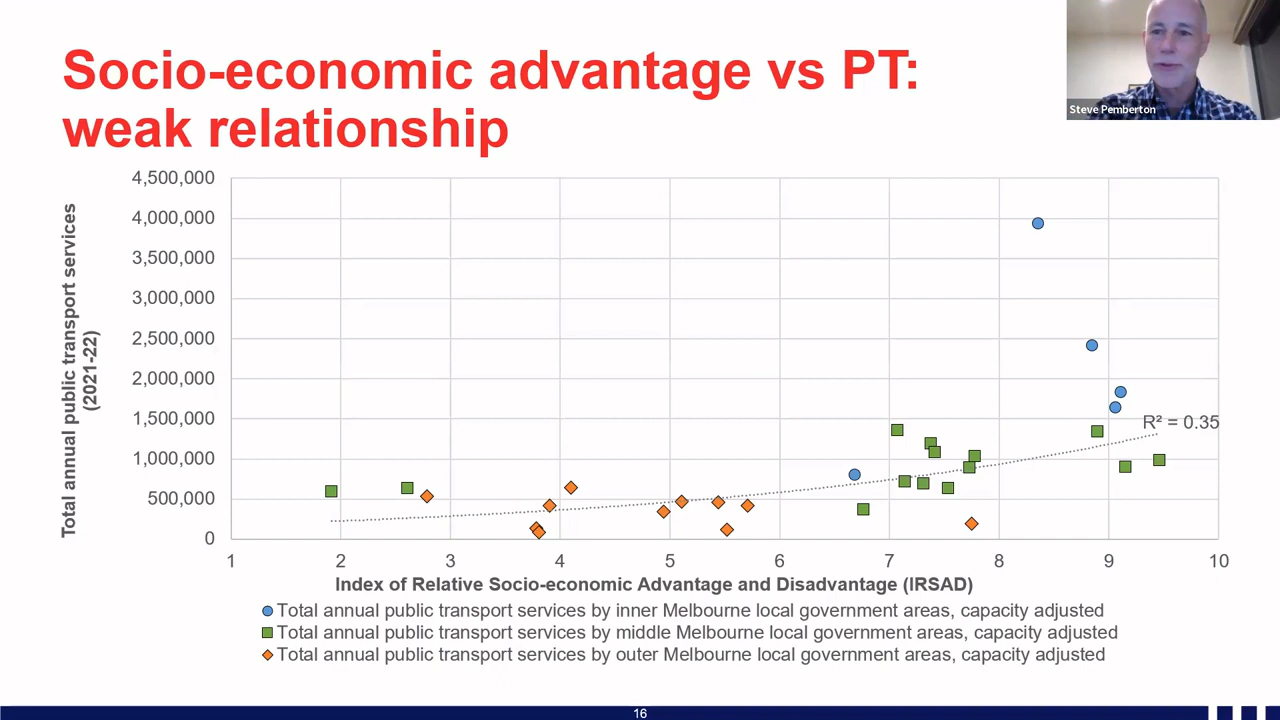 Socio-economic advantage vs PT:
weak relationship
Steve Pemberton
Total annual public transport services
(2021-22)
4,500,000
4,000,000
3,500,000
3,000,000
2,500,000
2,000,000
1,500,000
1,000,000
500,000
0
R² = 0.35
1 2 3 4 5 6 7 8 9 10
Index of Relative Socio-economic Advantage and Disadvantage (IRSAD)
Total annual public transport services by inner Melbourne local government areas, capacity adjusted
Total annual public transport services by middle Melbourne local government areas, capacity adjusted
Total annual public transport services by outer Melbourne local government areas, capacity adjusted
16